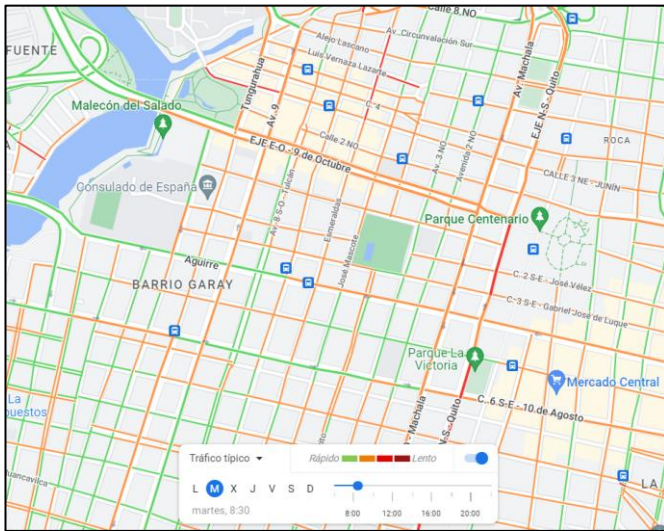 Calle 8 NO
Alejo Lascano
Av. Circunvalación Sur
FUENTE
Luis Vernaza Lazarte
Tungurahua
Av. 9
C. 4
Av. Machala
EJE N-S - Quito
Malecón del Salado
Calle 2 NO
ROCA
EJE E-O - 9 de Octubre
Av. 3 NO
Avenida 2 NO
CALLE 3 NE - JUNÍN
Consulado de España
Av. 8 S-O - Tulcán
Esmeraldas
Parque Centenario
José Mascote
Aguirre
C. 2 S-E - José Vélez
BARRIO GARAY
C. 3 S-E - Gabriel José de Luque
Parque La
Victoria
Mercado Central
La
puestos
C. 6 S-E - 10 de Agosto
Machala
N-S - Quito
uancavilca
LA
Tráfico típico
Rápido
Lento
L M X J V S D
martes, 8:30
8:00 12:00 16:00 20:00